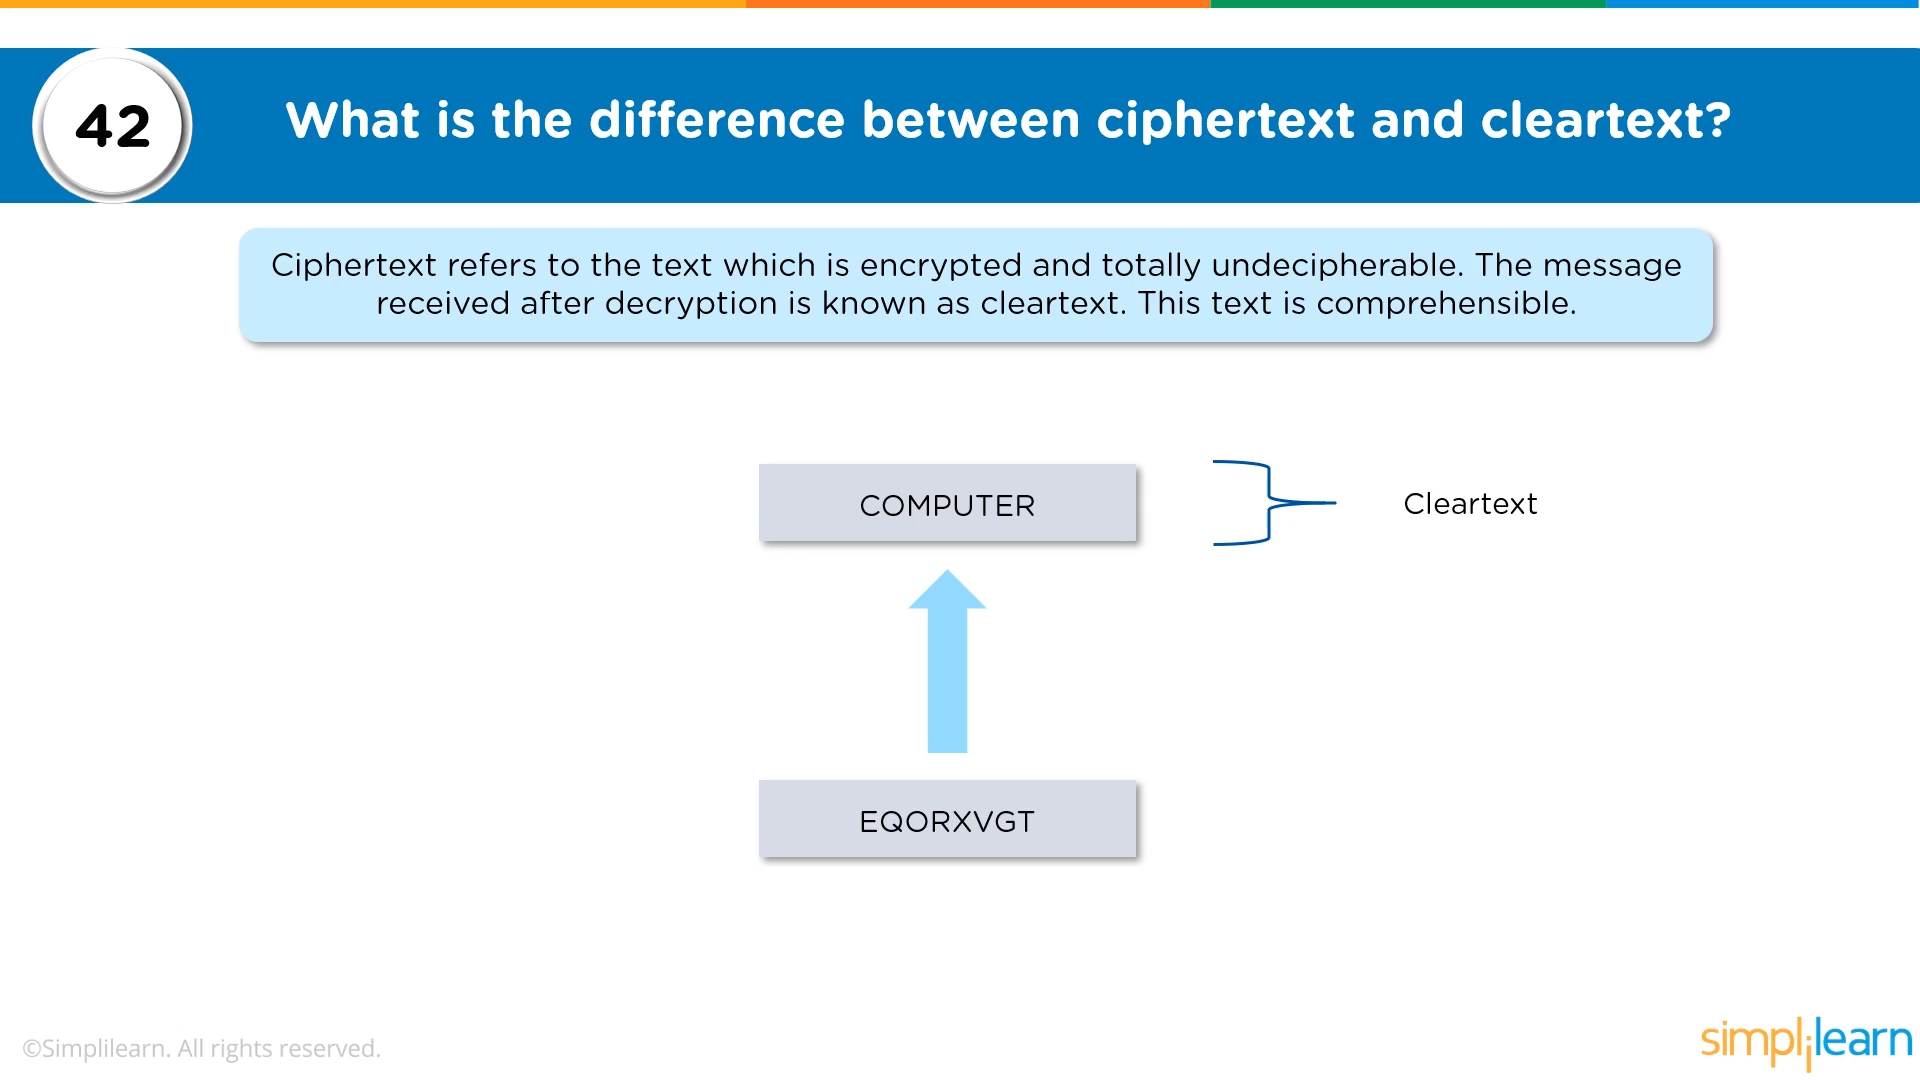 42
What is the difference between ciphertext and cleartext?
Ciphertext refers to the text which is encrypted and totally undecipherable. The message
received after decryption is known as cleartext. This text is comprehensible.
COMPUTER
Cleartext
EQORXVGT
©Simplilearn. All rights reserved.
simplilearn